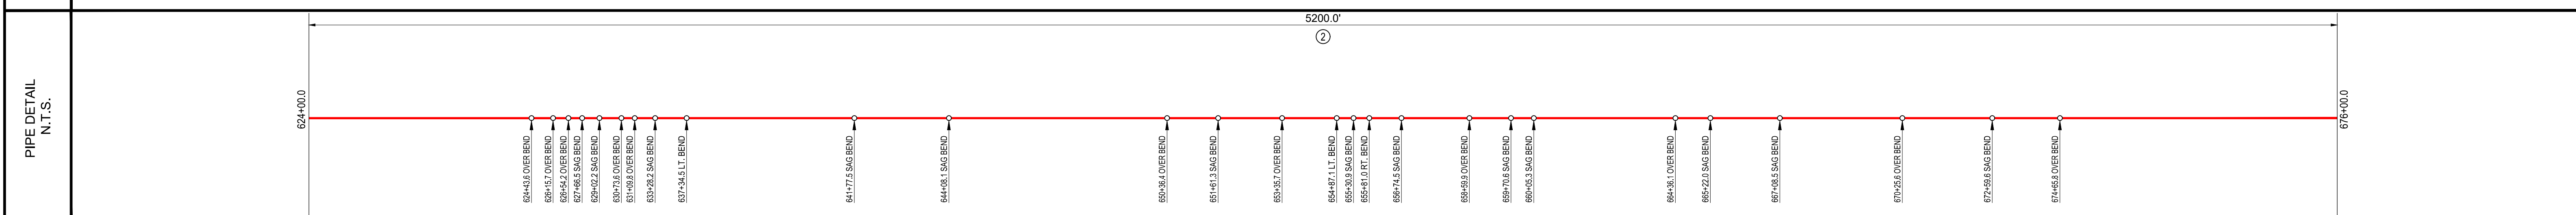 5200.0'
2
PIPE DETAIL
N.T.S.
624+00.0
624+43.6 OVER BEND
626+15.7 OVER BEND
626+54.2 OVER BEND
627+66.5 SAG BEND
629+02.2 SAG BEND
630+73.6 OVER BEND
631+09.8 OVER BEND
633+28.2 SAG BEND
637+34.5 LT. BEND
641+77.5 SAG BEND
644+08.1 SAG BEND
650+36.4 OVER BEND
651+61.3 SAG BEND
653+35.7 OVER BEND
654+87.1 LT. BEND
655+30.9 SAG BEND
655+81.0 RT. BEND
656+74.5 SAG BEND
658+59.9 OVER BEND
659+70.6 SAG BEND
660+05.3 SAG BEND
664+36.1 OVER BEND
665+22.0 SAG BEND
667+08.5 SAG BEND
670+25.6 OVER BEND
672+59.6 SAG BEND
674+65.8 OVER BEND
676+00.0